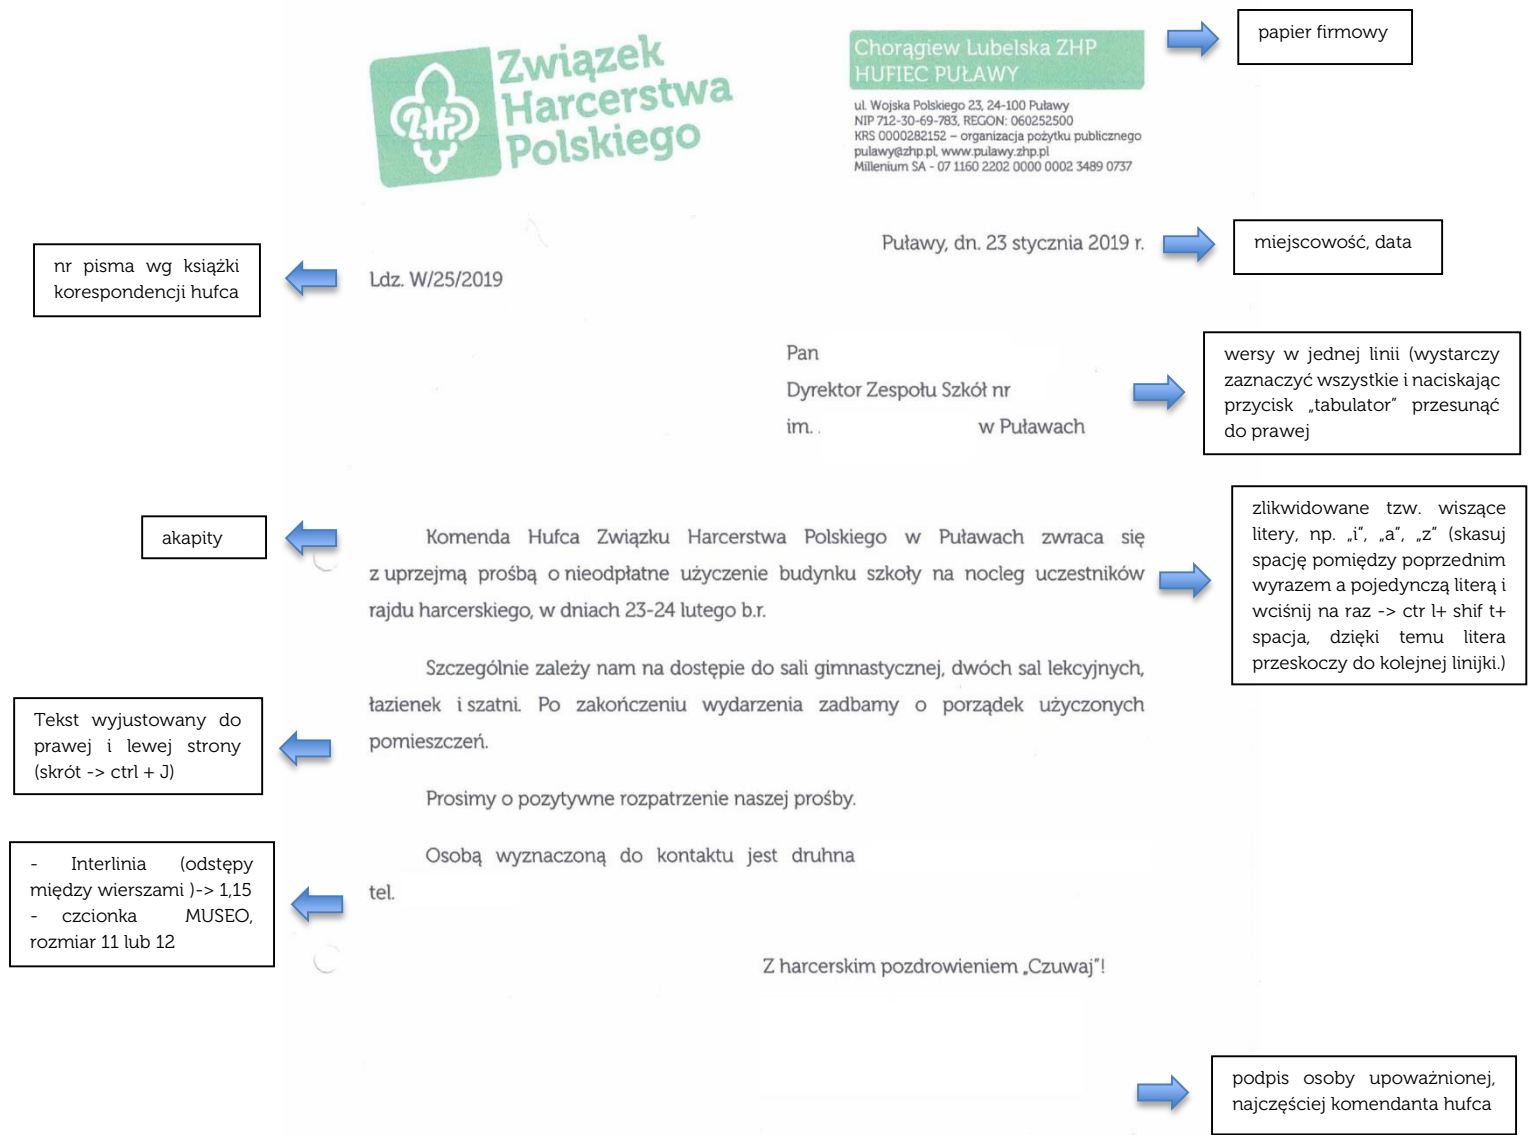 Związek
Harcerstwa
Polskiego
ZHP
Chorągiew Lubelska ZHP
HUFIEC PUŁAWY
ul. Wojska Polskiego 23, 24-100 Puławy
NIP 712-30-69-783, REGON: 060252500
KRS 0000282152 – organizacja pożytku publicznego
pulawy@zhp.pl, www.pulawy.zhp.pl
Millenium SA - 07 1160 2202 0000 0002 3489 0737
papier firmowy
Puławy, dn. 23 stycznia 2019 r.
miejscowość, data
nr pisma wg książki
korespondencji hufca
Ldz. W/25/2019
Pan
Dyrektor Zespołu Szkół nr
im. . w Puławach
wersy w jednej linii (wystarczy
zaznaczyć wszystkie i naciskając
przycisk „tabulator” przesunąć
do prawej
akapity
Komenda Hufca Związku Harcerstwa Polskiego w Puławach zwraca się
z uprzejmą prośbą o nieodpłatne użyczenie budynku szkoły na nocleg uczestników
rajdu harcerskiego, w dniach 23-24 lutego b.r.
zlikwidowane tzw. wiszące
litery, np. „i”, „a”, „z” (skasuj
spację pomiędzy poprzednim
wyrazem a pojedynczą literą i
wciśnij na raz -> ctr l+ shif t+
spacja, dzięki temu litera
przeskoczy do kolejnej linijki.)
Szczególnie zależy nam na dostępie do sali gimnastycznej, dwóch sal lekcyjnych,
łazienek i szatni. Po zakończeniu wydarzenia zadbamy o porządek użyczonych
pomieszczeń.
Tekst wyjustowany do
prawej i lewej strony
(skrót -> ctrl + J)
Prosimy o pozytywne rozpatrzenie naszej prośby.
Osobą wyznaczoną do kontaktu jest druhna
tel.
- Interlinia (odstępy
między wierszami )-> 1,15
- czcionka MUSEO,
rozmiar 11 lub 12
Z harcerskim pozdrowieniem „Czuwaj”!
podpis osoby upoważnionej,
najczęściej komendanta hufca